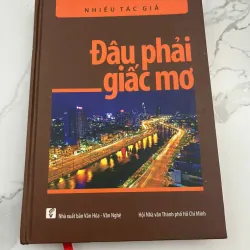 NHIỀU TÁC GIẢ
Đâu phải
giấc mơ
Nhà xuất bản Văn Hóa - Văn Nghệ
Hội Nhà văn Thành phố Hồ Chí Minh